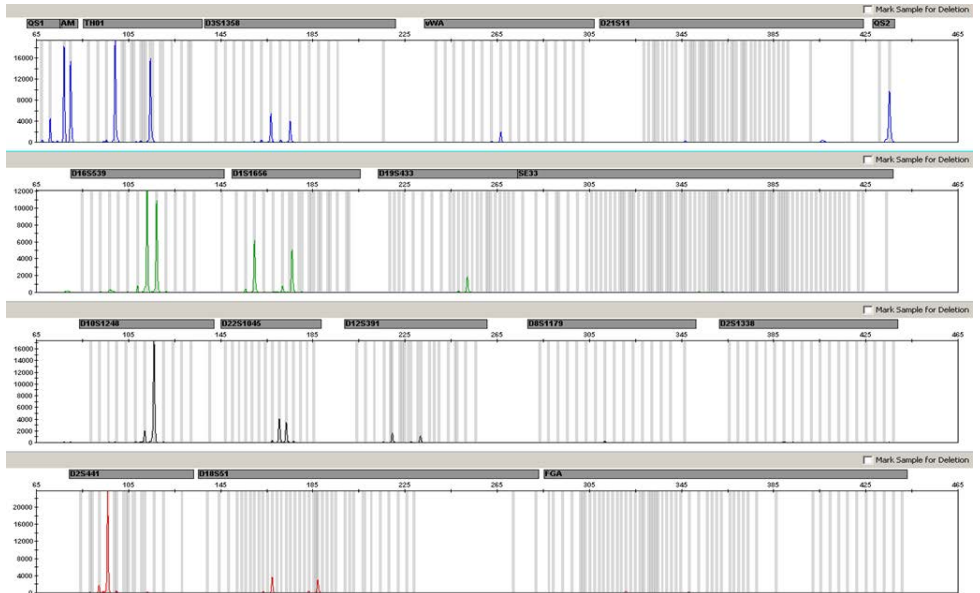 Mark Sample for Deletion
QS1 AM TH01 D3S1358 vWA D21S11 QS2
65 105 145 185 225 265 305 345 385 425 465
16000
12000
8000
4000
0
Mark Sample for Deletion
D16S539 D1S1656 D19S433 SE33
65 105 145 185 225 265 305 345 385 425 465
12000
10000
8000
6000
4000
2000
0
Mark Sample for Deletion
D10S1248 D22S1045 D12S391 D8S1179 D2S1338
65 105 145 185 225 265 305 345 385 425 465
16000
14000
12000
10000
8000
6000
4000
2000
0
Mark Sample for Deletion
D2S441 D18S51 FGA
65 105 145 185 225 265 305 345 385 425 465
20000
16000
12000
8000
4000
0